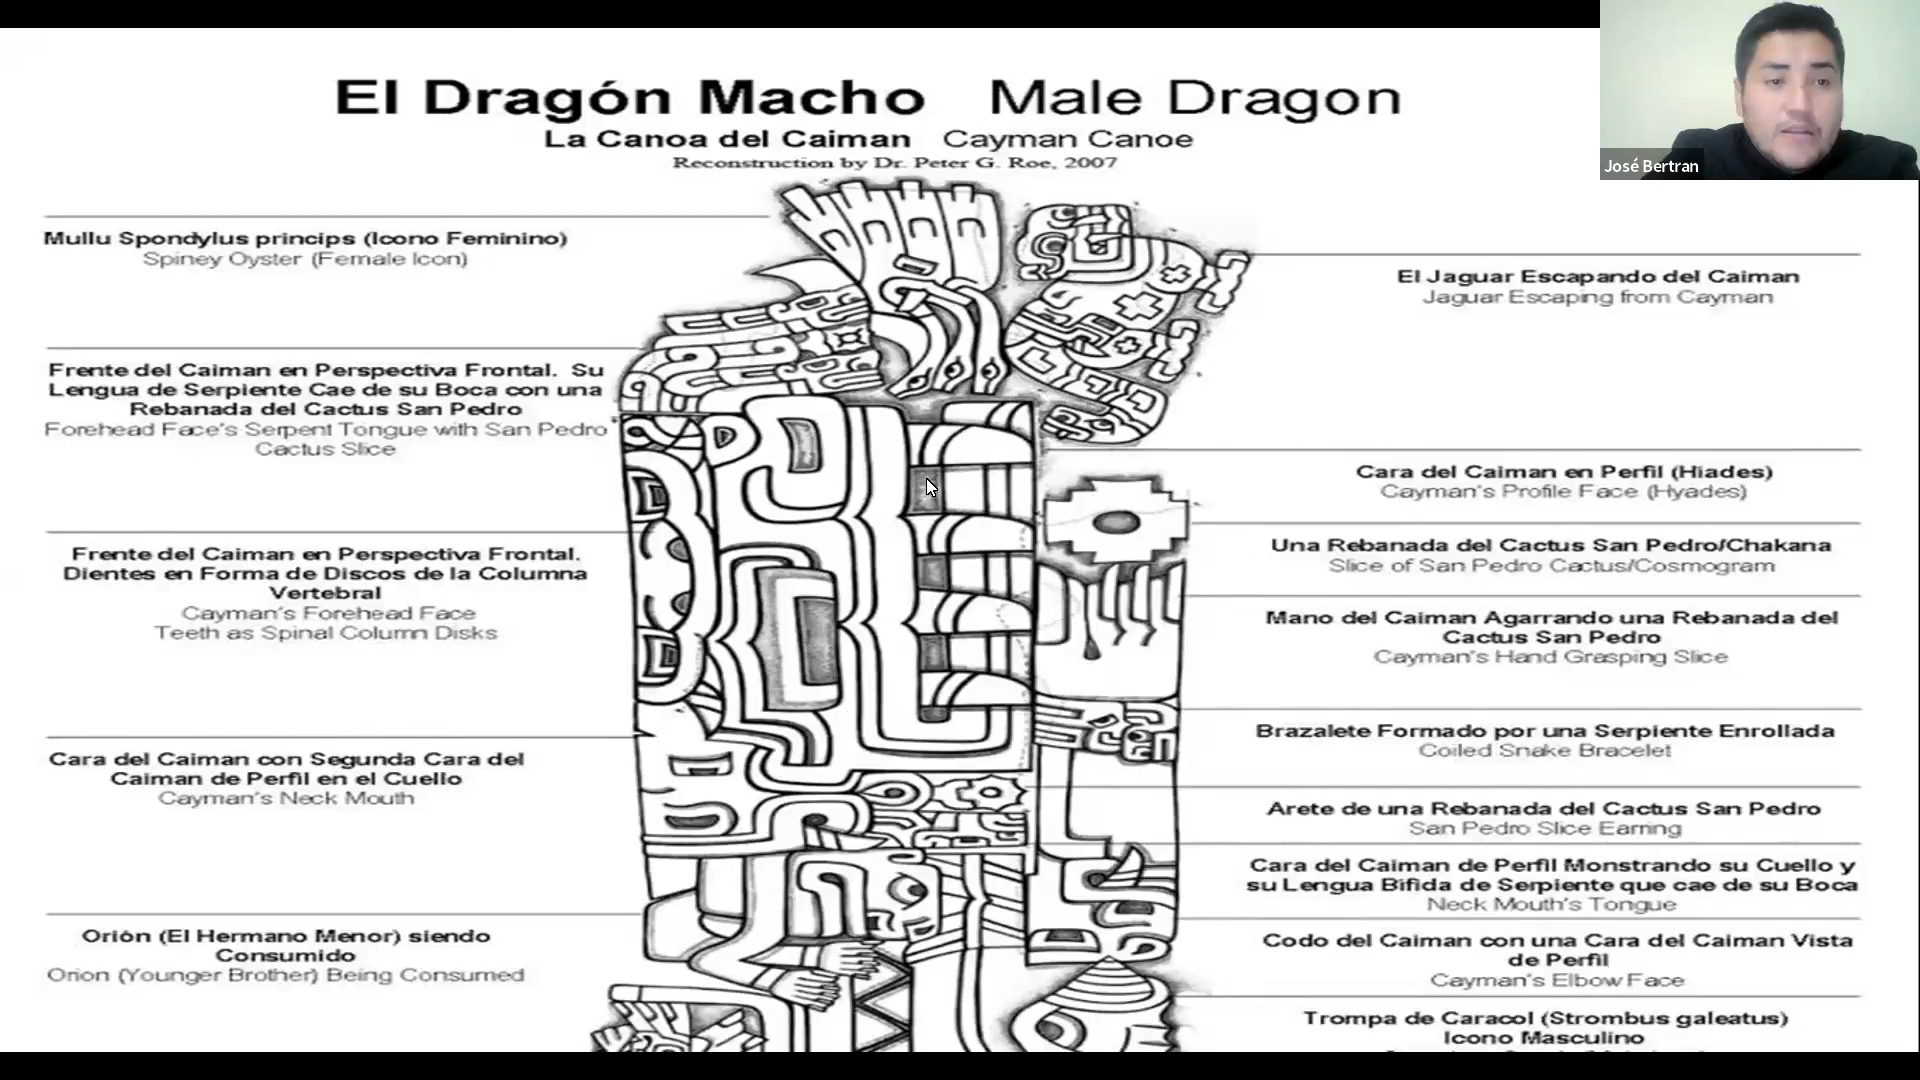 El Dragón Macho Male Dragon
La Canoa del Caiman Cayman Canoe
Reconstruction by Dr. Peter G. Roe, 2007
José Bertran
Mullu Spondylus princips (Icono Feminino)
Spiney Oyster (Female Icon)
Frente del Caiman en Perspectiva Frontal. Su
Lengua de Serpiente Cae de su Boca con una
Rebanada del Cactus San Pedro
Forehead Face's Serpent Tongue with San Pedro
Cactus Slice
Frente del Caiman en Perspectiva Frontal.
Dientes en Forma de Discos de la Columna
Vertebral
Cayman's Forehead Face
Teeth as Spinal Column Disks
Cara del Caiman con Segunda Cara del
Caiman de Perfil en el Cuello
Cayman's Neck Mouth
Orión (El Hermano Menor) siendo
Consumido
Orion (Younger Brother) Being Consumed
El Jaguar Escapando del Caiman
Jaguar Escaping from Cayman
Cara del Caiman en Perfil (Hiades)
Cayman's Profile Face (Hyades)
Una Rebanada del Cactus San Pedro/Chakana
Slice of San Pedro Cactus/Cosmogram
Mano del Caiman Agarrando una Rebanada del
Cactus San Pedro
Cayman's Hand Grasping Slice
Brazalete Formado por una Serpiente Enrollada
Coiled Snake Bracelet
Arete de una Rebanada del Cactus San Pedro
San Pedro Slice Earring
Cara del Caiman de Perfil Monstrando su Cuello y
su Lengua Bifida de Serpiente que cae de su Boca
Neck Mouth's Tongue
Codo del Caiman con una Cara del Caiman Vista
de Perfil
Cayman's Elbow Face
Trompa de Caracol (Strombus galeatus)
Icono Masculino